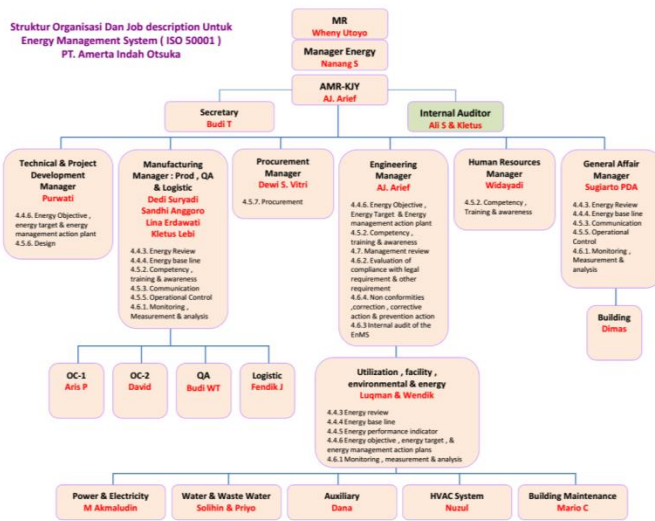 Struktur Organisasi Dan Job description Untuk
Energy Management System ( ISO 50001 )
PT. Amerta Indah Otsuka
MR
Wheny Utoyo
Manager Energy
Nanang S
AMR-KJY
AJ. Arief
Secretary
Budi T
Internal Auditor
Ali S & Kletus
Technical & Project
Development
Manager
Purwati
4.4.6. Energy Objective ,
energy target & energy
management action plant
4.5.6. Design
Manufacturing
Manager : Prod , QA
& Logistic
Dedi Suryadi
Sandhi Anggoro
Lina Erdawati
Kletus Lebi
4.4.3. Energy Review
4.4.4. Energy base line
4.5.2. Competency ,
training & awareness
4.5.3. Communication
4.5.5. Operational Control
4.6.1. Monitoring ,
Measurement & analysis
Procurement
Manager
Dewi S. Vitri
4.5.7. Procurement
Engineering
Manager
AJ. Arief
4.4.6. Energy Objective ,
Energy Target & Energy
management action plant
4.5.2. Competency ,
training & awareness
4.7. Management review
4.6.2. Evaluation of
compliance with legal
requirement & other
requirement
4.6.4. Non conformities
,correction , corrective
action & prevention action
4.6.3 Internal audit of the
EnMS
Human Resources
Manager
Widayadi
4.5.2. Competency ,
Training & awareness
General Affair
Manager
Sugiarto PDA
4.4.3. Energy Review
4.4.4. Energy base line
4.5.3. Communication
4.5.5. Operational
Control
4.6.1. Monitoring ,
Measurement &
analysis
Building
Dimas
OC-1
Aris P
OC-2
David
QA
Budi WT
Logistic
Fendik J
Utilization , facility ,
environmental & energy
Luqman & Wendik
4.4.3 Energy review
4.4.4 Energy base line
4.4.5 Energy performance indicator
4.4.6 Energy objective , energy target , &
energy management action plans
4.6.1 Monitoring , measurement & analysis
Power & Electricity
M Akmaludin
Water & Waste Water
Solihin & Priyo
Auxiliary
Dana
HVAC System
Nuzul
Building Maintenance
Mario C